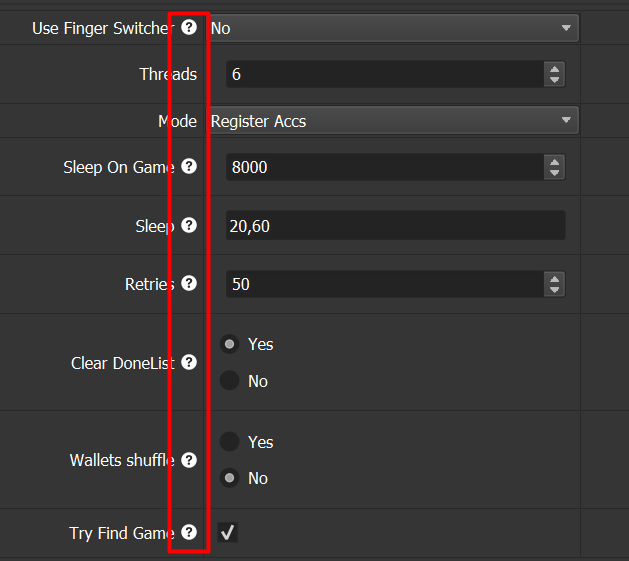 Use Finger Switcher ? No
Threads 6
Mode Register Accs
Sleep On Game ? 8000
Sleep ? 20,60
Retries ? 50
Yes
Clear DoneList ?
No
Yes
Wallets shuffle ?
No
Try Find Game ?